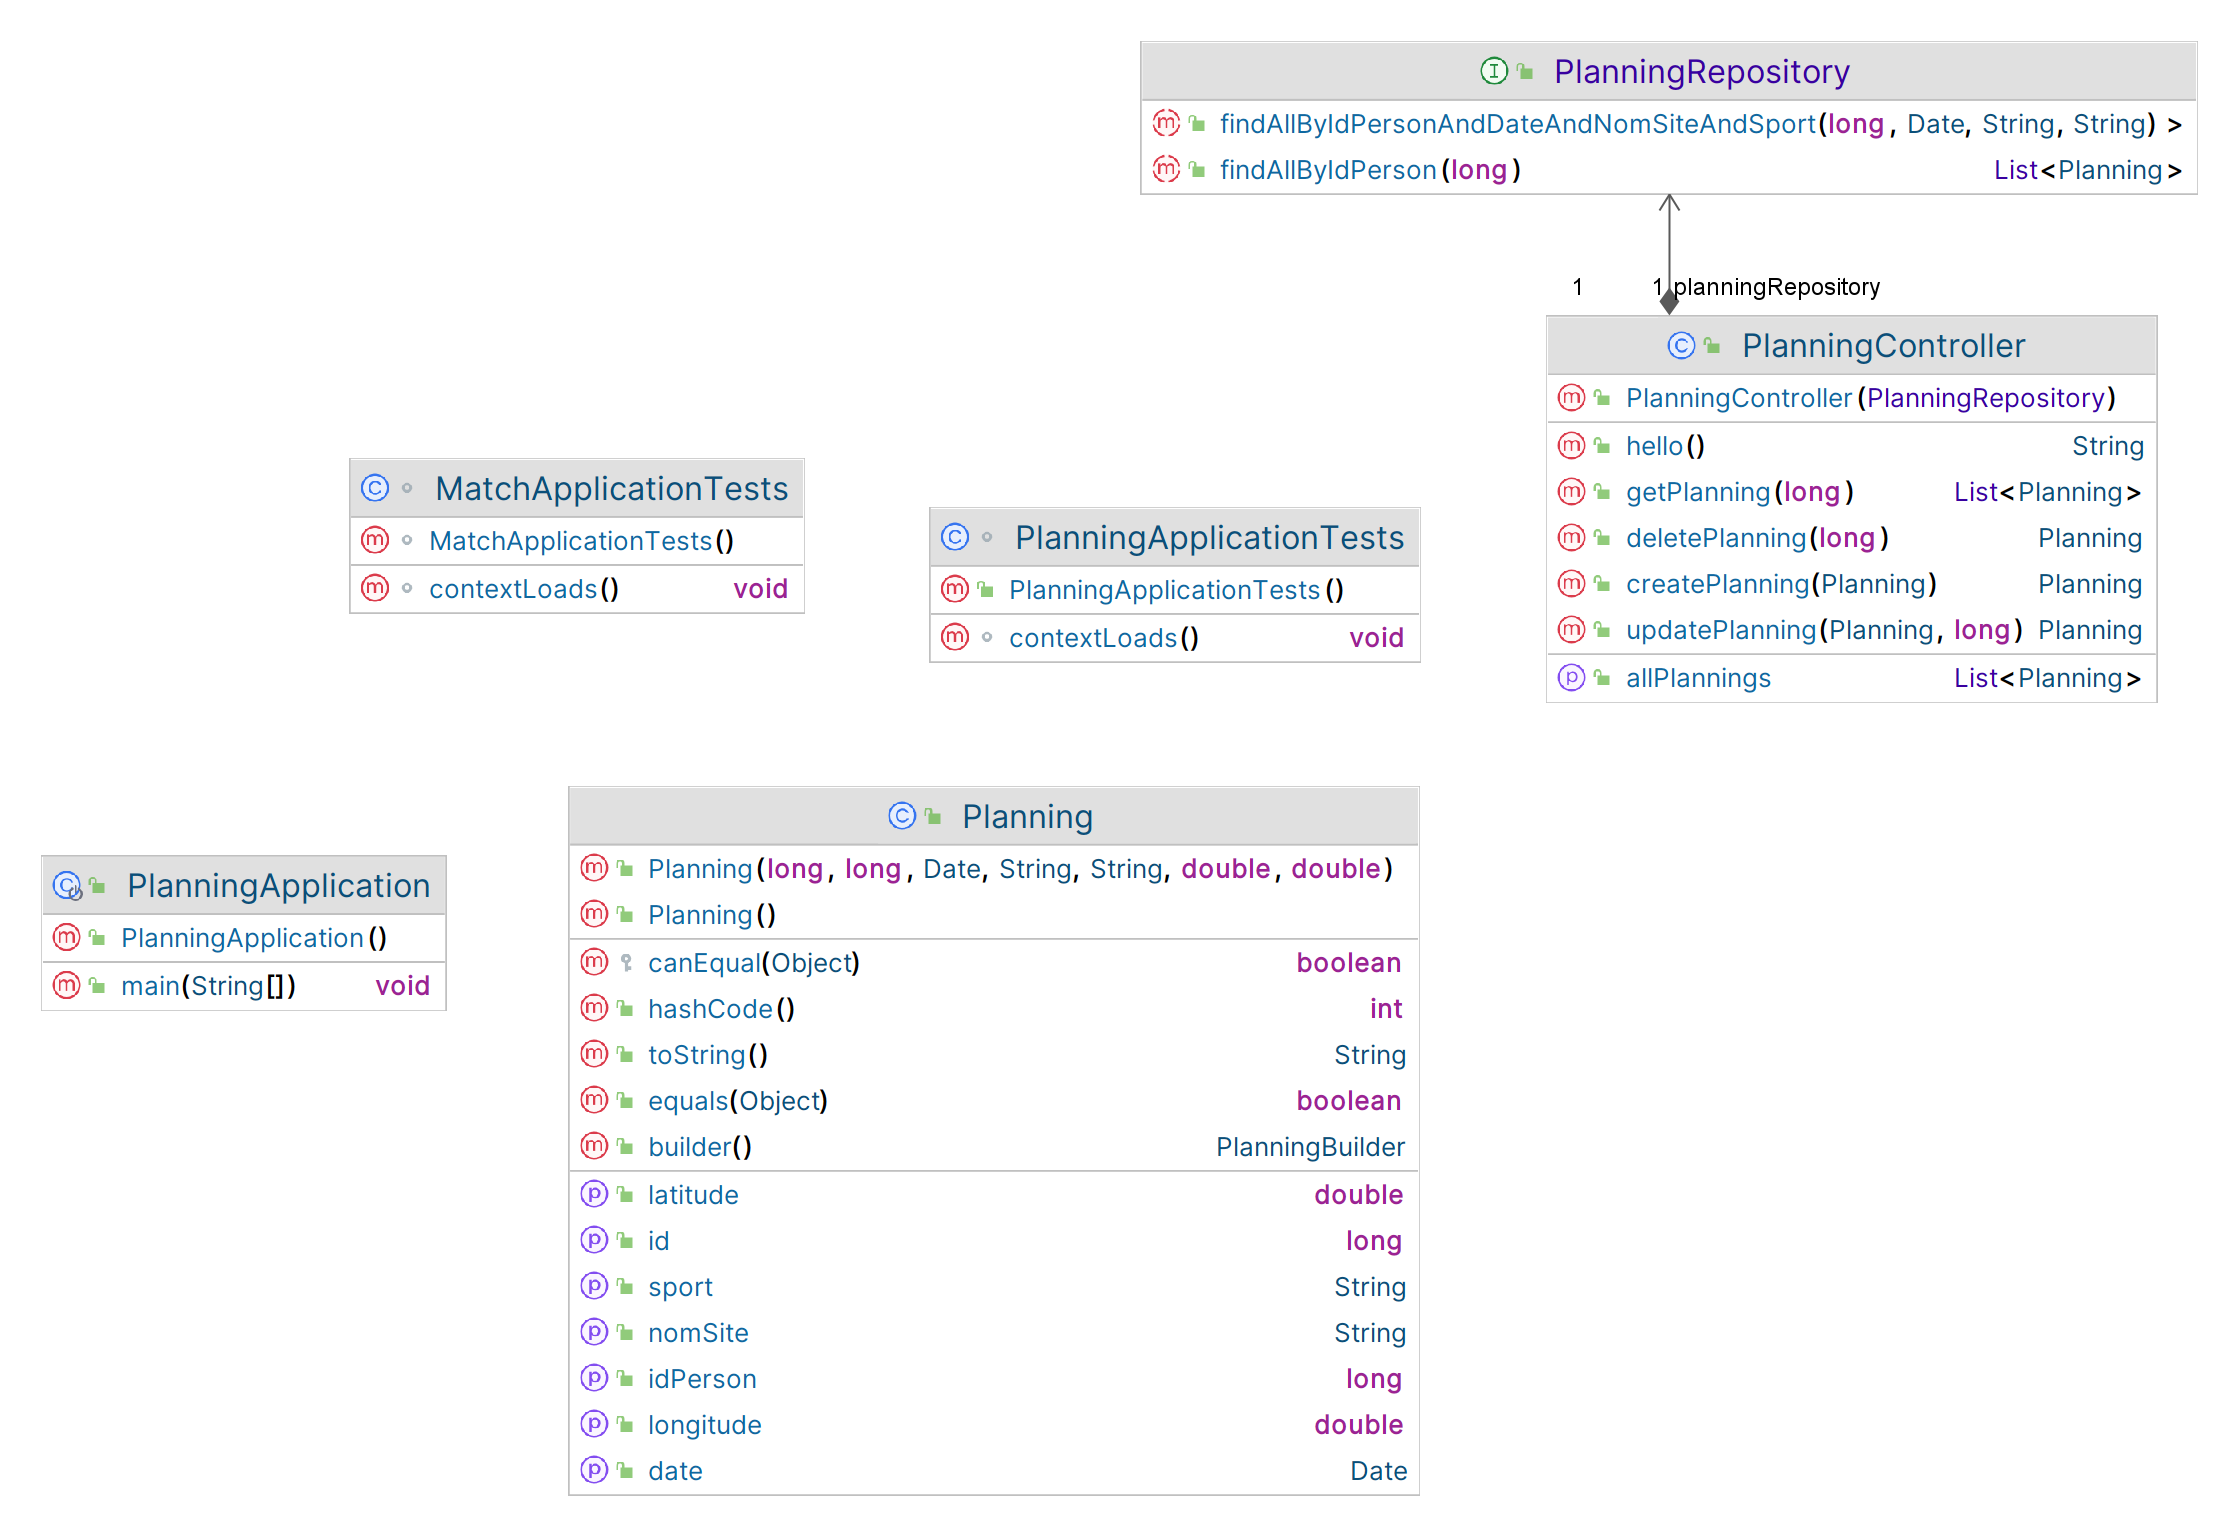 PlanningRepository
findAllByIdPersonAndDateAndNomSiteAndSport(long, Date, String, String) >
findAllByIdPerson(long) List<Planning>
1 1 planningRepository
PlanningController
PlanningController(PlanningRepository)
hello() String
getPlanning(long) List<Planning>
deletePlanning(long) Planning
createPlanning(Planning) Planning
updatePlanning(Planning, long) Planning
allPlannings List<Planning>
MatchApplicationTests
MatchApplicationTests()
contextLoads() void
PlanningApplicationTests
PlanningApplicationTests()
contextLoads() void
PlanningApplication
PlanningApplication()
main(String[]) void
Planning
Planning(long, long, Date, String, String, double, double)
Planning()
canEqual(Object) boolean
hashCode() int
toString() String
equals(Object) boolean
builder() PlanningBuilder
latitude double
id long
sport String
nomSite String
idPerson long
longitude double
date Date